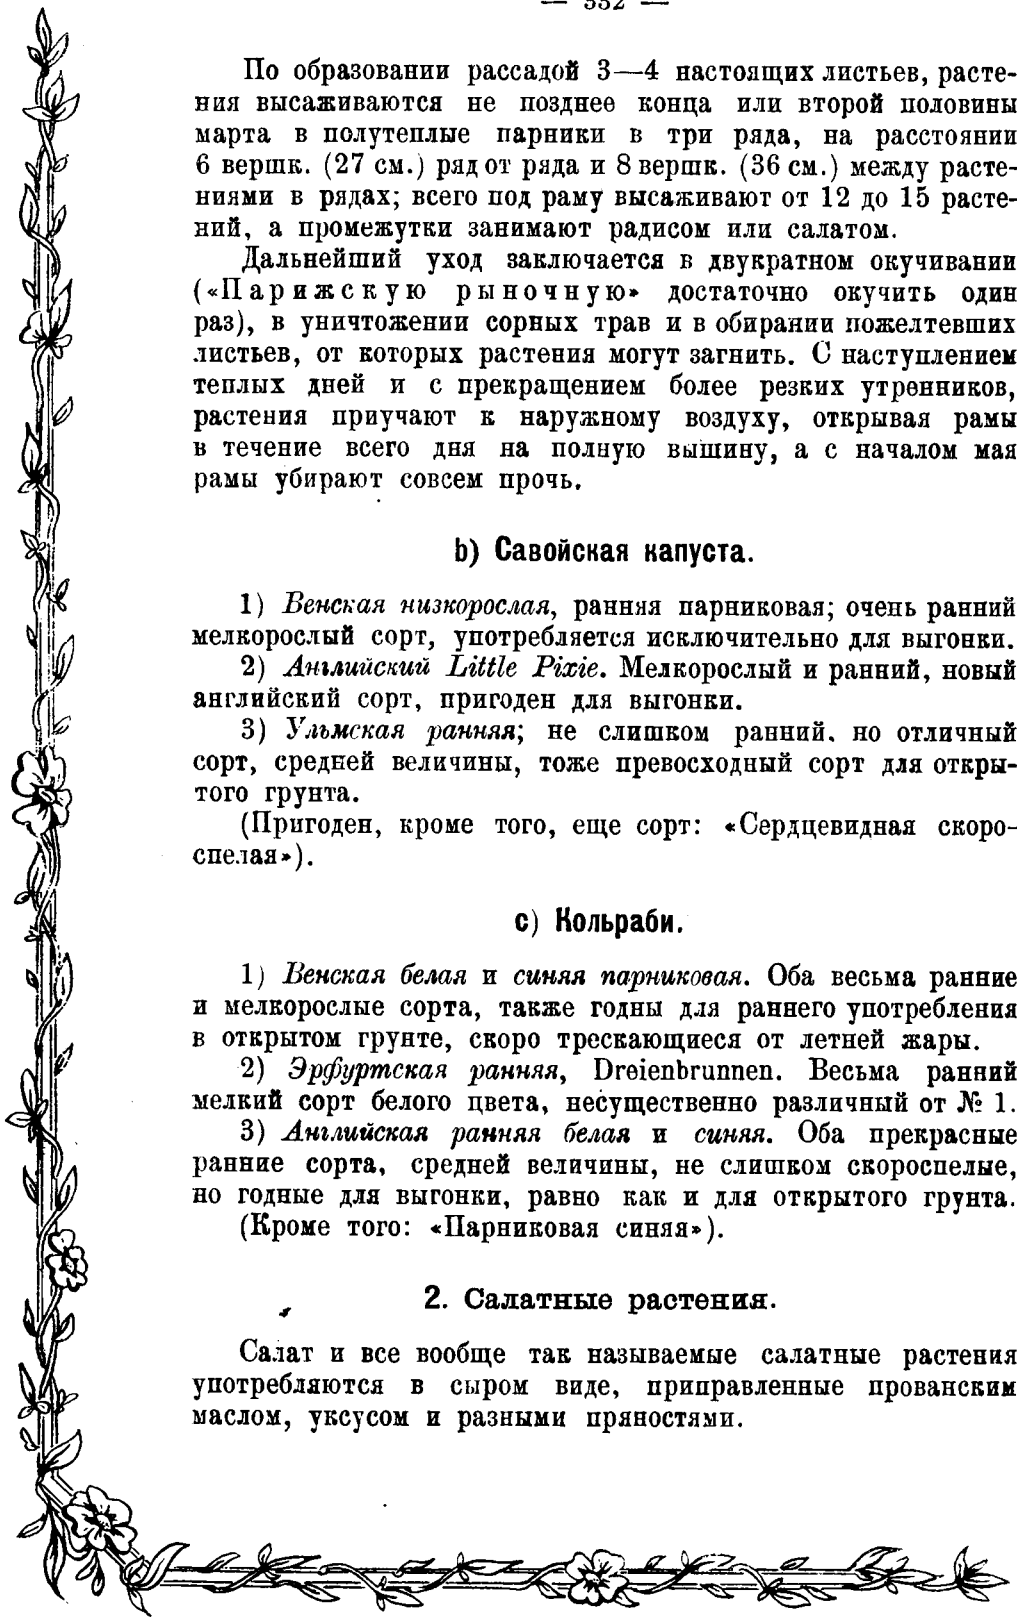 По образовании рассадой 3—4 настоящих листьев, расте-
ния высаживаются не позднее конца или второй половины
марта в полутеплые парники в три ряда, на расстоянии
6 вершк. (27 см.) ряд от ряда и 8 вершк. (36 см.) между расте-
ниями в рядах; всего под раму высаживают от 12 до 15 расте-
ний, а промежутки занимают радисом или салатом.
Дальнейший уход заключается в двукратном окучивании
(«Парижскую рыночную» достаточно окучить один
раз), в уничтожении сорных трав и в обирании пожелтевших
листьев, от которых растения могут загнить. С наступлением
теплых дней и с прекращением более резких утренников,
растения приучают к наружному воздуху, открывая рамы
в течение всего дня на полную вышину, а с началом мая
рамы убирают совсем прочь.
b) Савойская капуста.
1) Венская низкорослая, ранняя парниковая; очень ранний
мелкорослый сорт, употребляется исключительно для выгонки.
2) Английский Little Pixie. Мелкорослый и ранний, новый
английский сорт, пригоден для выгонки.
3) Ульмская ранняя; не слишком ранний, но отличный
сорт, средней величины, тоже превосходный сорт для откры-
того грунта.
(Пригоден, кроме того, еще сорт: «Сердцевидная скоро-
спелая»).
c) Кольраби.
1) Венская белая и синяя парниковая. Оба весьма ранние
и мелкорослые сорта, также годны для раннего употребления
в открытом грунте, скоро трескающиеся от летней жары.
2) Эрфуртская ранняя, Dreienbrunnen. Весьма ранний
мелкий сорт белого цвета, несущественно различный от № 1.
3) Английская ранняя белая и синяя. Оба прекрасные
ранние сорта, средней величины, не слишком скороспелые,
но годные для выгонки, равно как и для открытого грунта.
(Кроме того: «Парниковая синяя»).
2. Салатные растения.
Салат и все вообще так называемые салатные растения
употребляются в сыром виде, приправленные прованским
маслом, уксусом и разными пряностями.